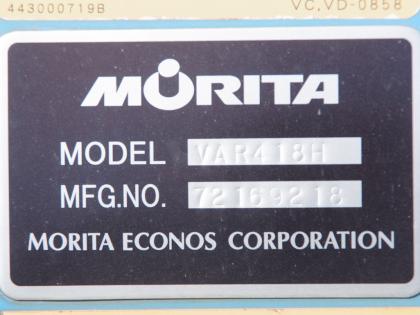 443000719B VC,VD-0858
MORITA
MODEL VAR418H
MFG.NO. 72169218
MORITA ECONOS CORPORATION